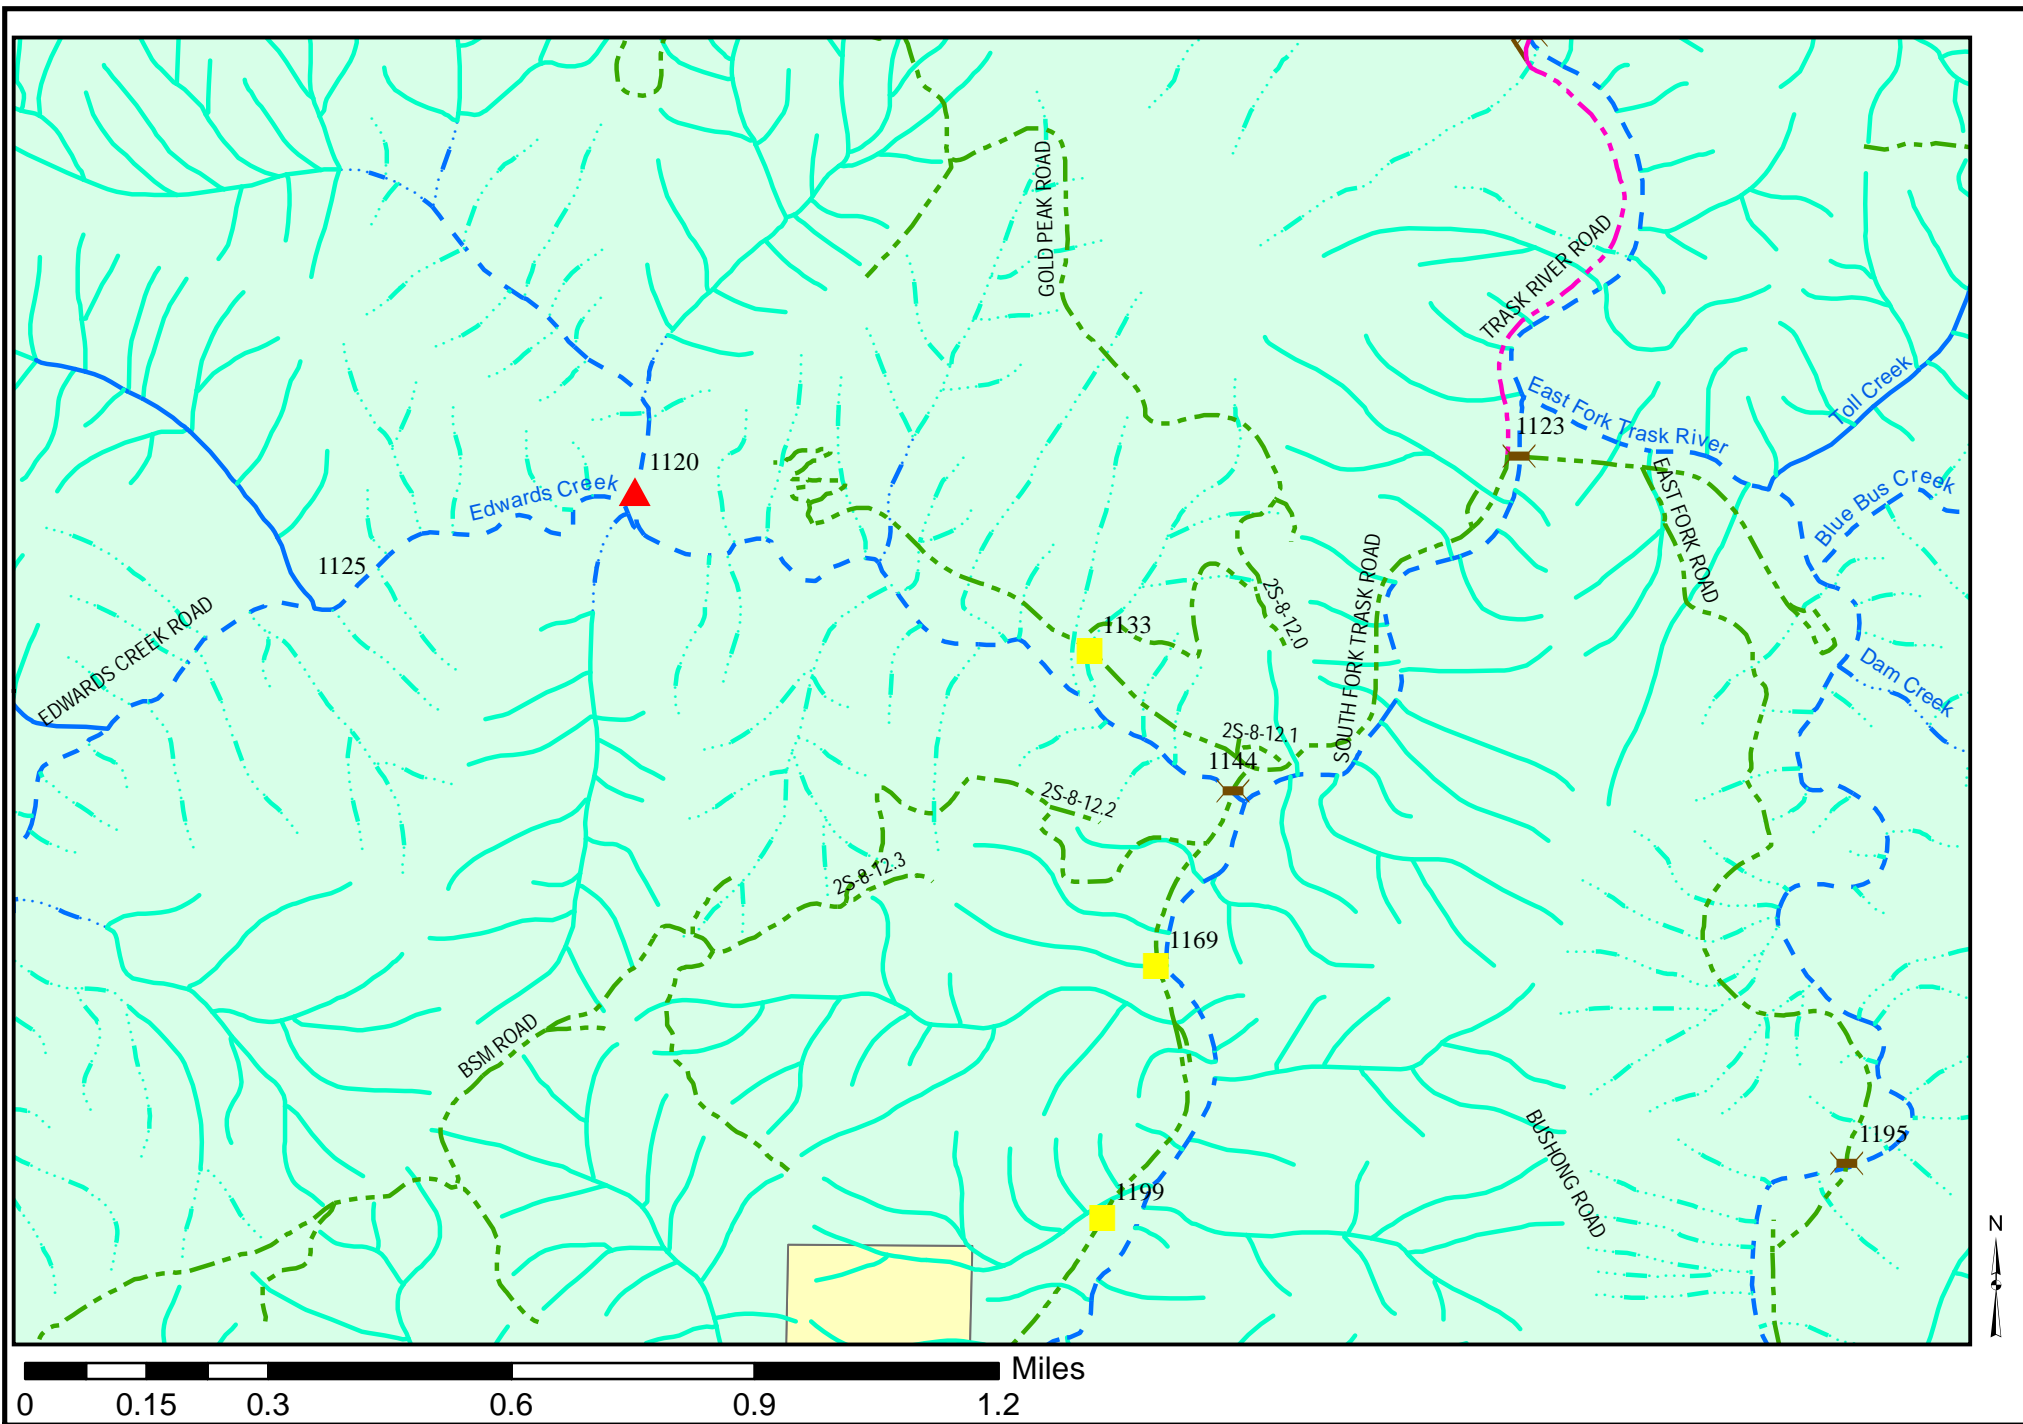 GOLD PEAK ROAD
TRASK RIVER ROAD
East Fork Trask River
Toll Creek
1123
1120
Edwards Creek
EAST FORK ROAD
Blue Bus Creek
1125
EDWARDS CREEK ROAD
1133
2S-8-12.0
SOUTH FORK TRASK ROAD
Dam Creek
2S-8-12.1
1144
2S-8-12.2
2S-8-12.3
1169
BSM ROAD
BUSHONG ROAD
1195
1199
N
Miles
0 0.15 0.3 0.6 0.9 1.2